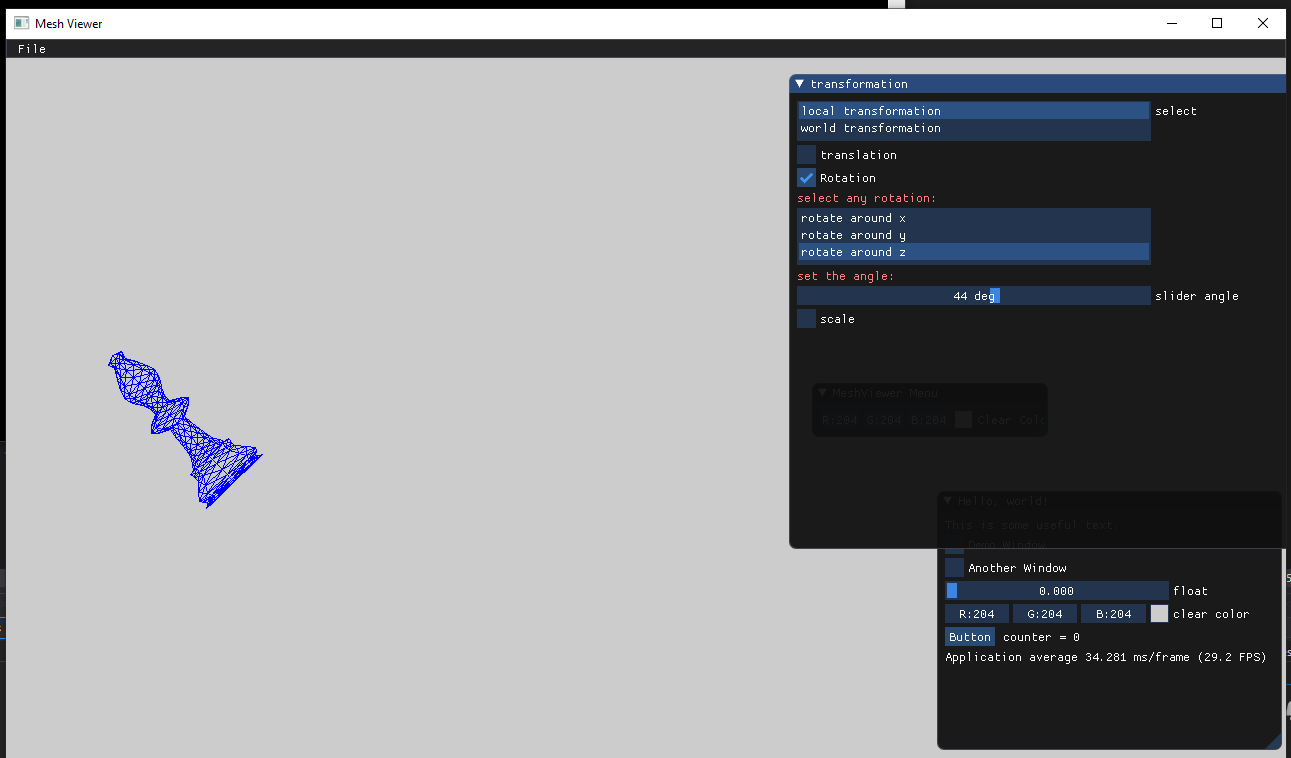 Mesh Viewer
File
transformation
local transformation select
world transformation
translation
Rotation
select any rotation:
rotate around x
rotate around y
rotate around z
set the angle:
44 deg slider angle
scale
MeshViewer Menu
R:204 G:204 B:204 Clear Colo
Hello, world!
This is some useful text
Demo Window
Another Window
0.000 float
R:204 G:204 B:204 clear color
Button counter = 0
Application average 34.281 ms/frame (29.2 FPS)